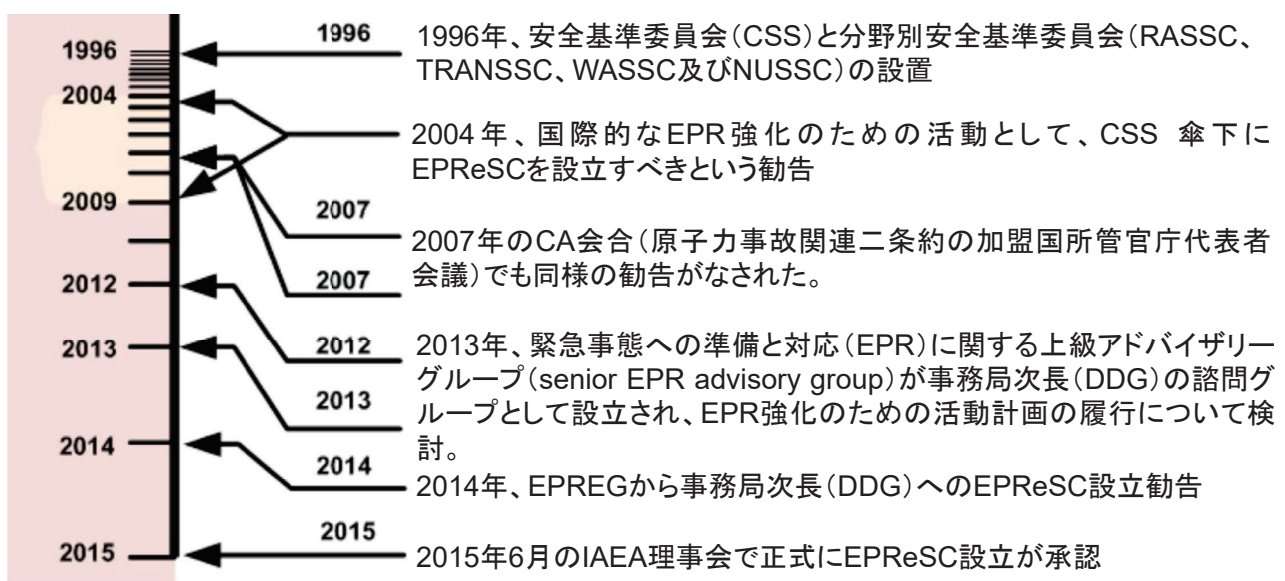 1996
2004
2009
2012
2013
2014
2015
1996
2007
2007
2012
2013
2014
2015
1996年、安全基準委員会(CSS)と分野別安全基準委員会(RASSC、
TRANSSC、WASSC及びNUSSC)の設置
2004年、国際的なEPR強化のための活動として、CSS 傘下に
EPReSCを設立すべきという勧告
2007年のCA会合(原子力事故関連二条約の加盟国所管官庁代表者
会議)でも同様の勧告がなされた。
2013年、緊急事態への準備と対応(EPR)に関する上級アドバイザリー
グループ(senior EPR advisory group)が事務局次長(DDG)の諮問グ
ループとして設立され、EPR強化のための活動計画の履行について検
討。
2014年、EPREGから事務局次長(DDG)へのEPReSC設立勧告
2015年6月のIAEA理事会で正式にEPReSC設立が承認